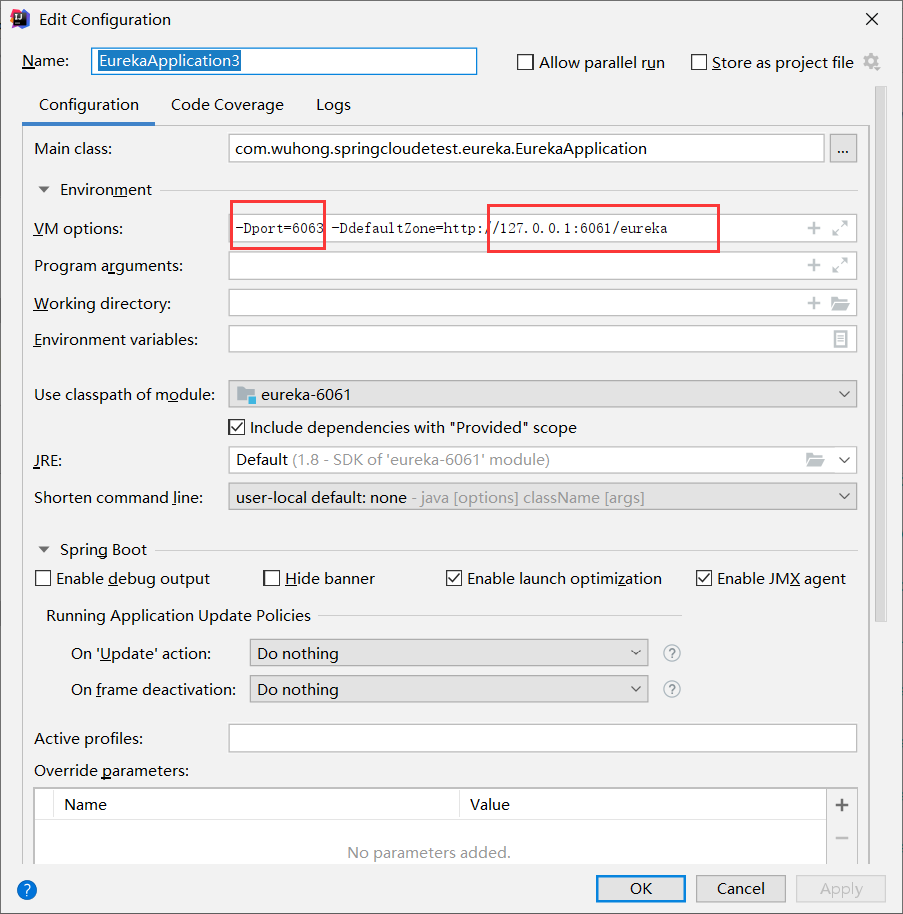 Edit Configuration
Name: EurekaApplication3 Allow parallel run Store as project file
Configuration Code Coverage Logs
Main class: com.wuhong.springcloudetest.eureka.EurekaApplication ...
Environment
VM options: -Dport=6063 -DdefaultZone=http://127.0.0.1:6061/eureka
Program arguments:
Working directory:
Environment variables:
Use classpath of module: eureka-6061
Include dependencies with "Provided" scope
JRE: Default (1.8 - SDK of 'eureka-6061' module)
Shorten command line: user-local default: none - java [options] className [args]
Spring Boot
Enable debug output Hide banner Enable launch optimization Enable JMX agent
Running Application Update Policies
On 'Update' action: Do nothing ?
On frame deactivation: Do nothing ?
Active profiles:
Override parameters:
Name Value
No parameters added.
? OK Cancel Apply